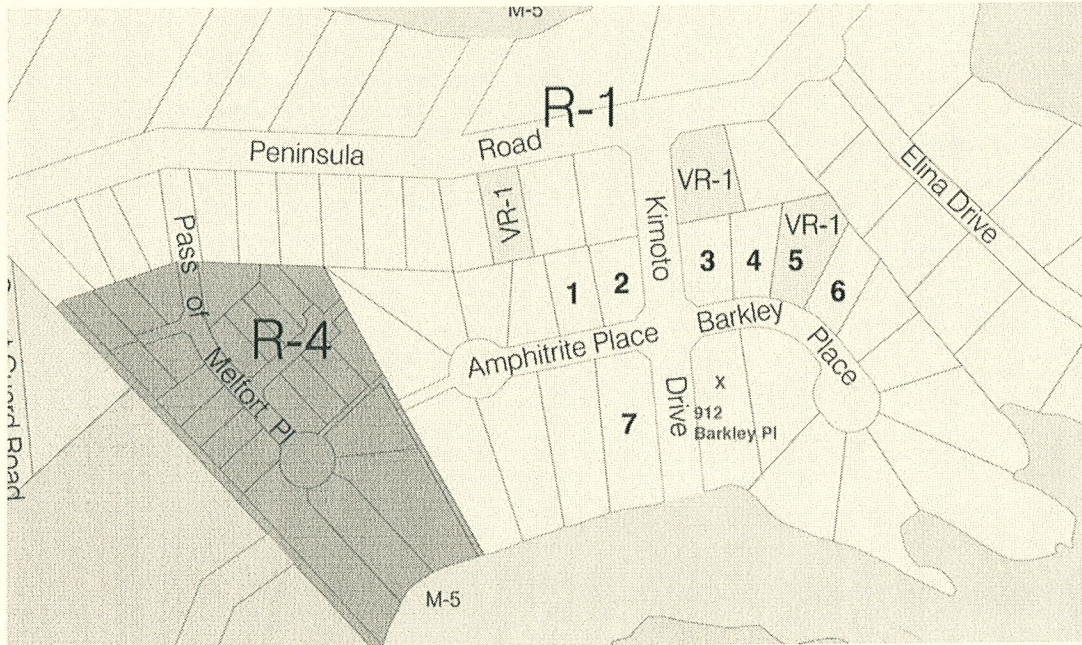 M-5
R-1
Peninsula Road
Elina Drive
VR-1
VR-1
Kimoto
Pass of
VR-1
3
4
5
1
2
6
R-4
Barkley
Amphitrite Place
Place
Melfort Pl
Drive
x
7
912
Barkley Pl
Road
M-5